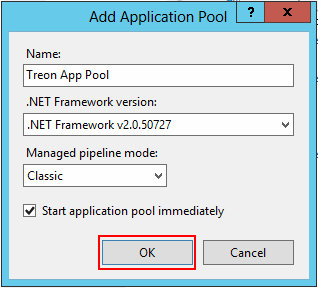 Add Application Pool
? x
Name:
Treon App Pool
.NET Framework version:
.NET Framework v2.0.50727
Managed pipeline mode:
Classic
Start application pool immediately
OK Cancel